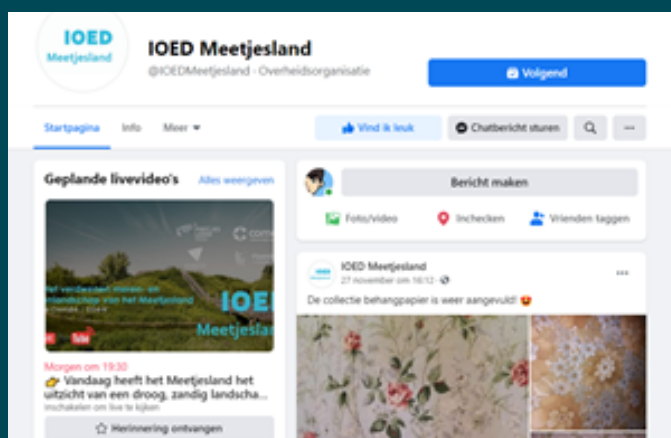 IOED
Meetjesland
IOED Meetjesland
@IOEDMeetjesland · Overheidsorganisatie
Volgend
Startpagina Info Meer
Vind ik leuk
Chatbericht sturen
Geplande livevideo's Alles weergeven
van het Meetjesland
IOED
Meetjesland
Morgen om 19:30
👉 Vandaag heeft het Meetjesland het
uitzicht van een droog, zandig landscha...
Inschakelen om live te kijken
Herinnering ontvangen
Bericht maken
Foto/video Inchecken Vrienden taggen
IOED Meetjesland
27 november om 16:12 ·
De collectie behangpapier is weer aangevuld! 😍